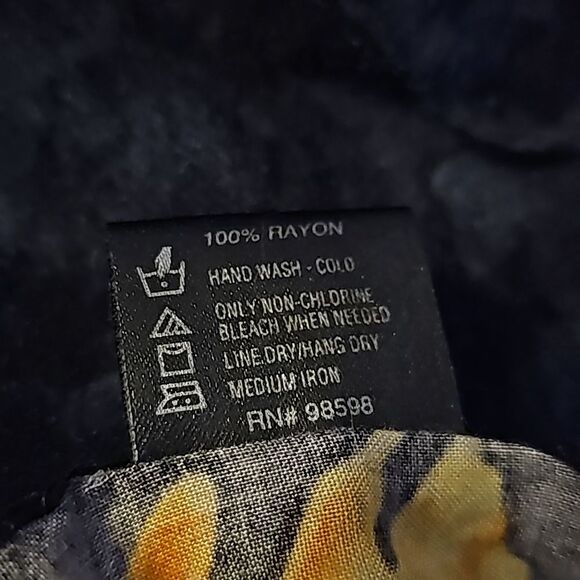 100% RAYON
HAND WASH - COLD
ONLY NON-CHLORINE
BLEACH WHEN NEEDED
LINE DRY/HANG DRY
MEDIUM IRON
RN# 98598